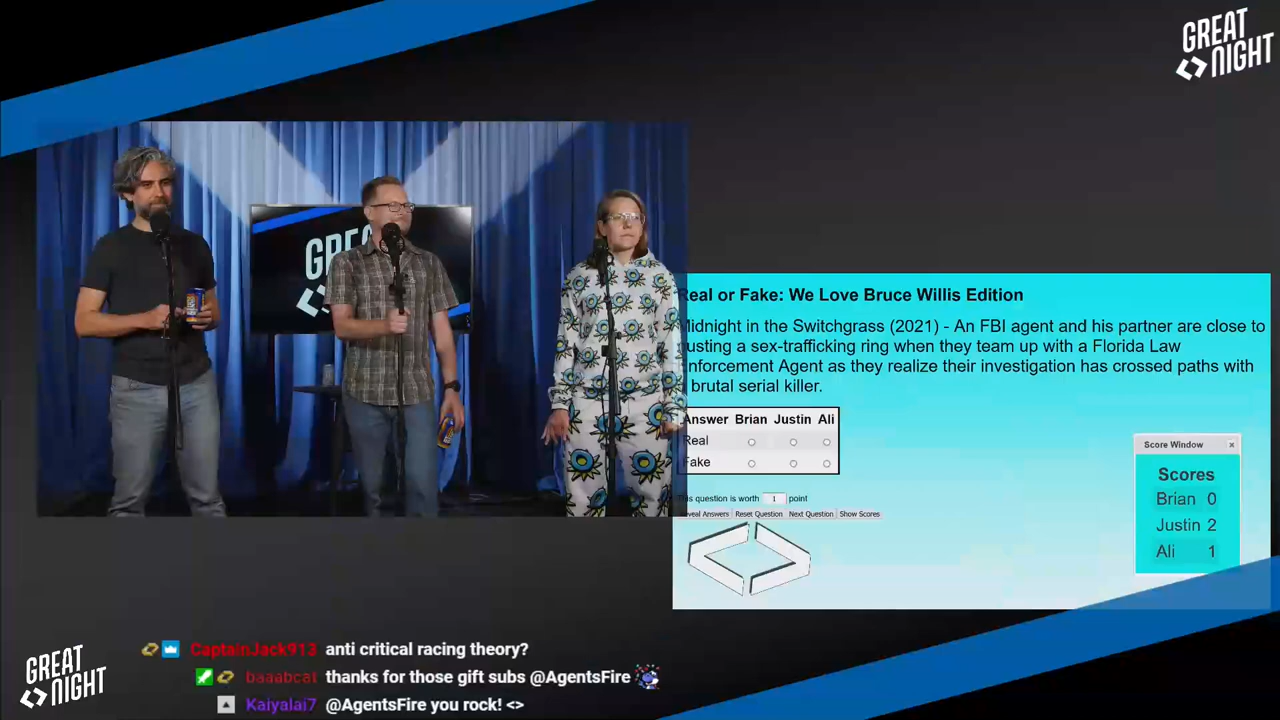 GREAT
NIGHT
GREA
Real or Fake: We Love Bruce Willis Edition
Midnight in the Switchgrass (2021) - An FBI agent and his partner are close to
busting a sex-trafficking ring when they team up with a Florida Law
Enforcement Agent as they realize their investigation has crossed paths with
brutal serial killer.
Answer Brian Justin Ali
Real
Fake
This question is worth 1 point
Reveal Answers Reset Question Next Question Show Scores
Score Window
Scores
Brian 0
Justin 2
Ali 1
GREAT
NIGHT
CaptainJack913 anti critical racing theory?
baaabcat thanks for those gift subs @AgentsFire
Kaiyalai7 @AgentsFire you rock! <>